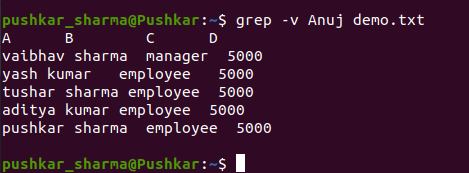 pushkar_sharma@Pushkar:~$ grep -v Anuj demo.txt
A       B         C       D
vaibhav sharma  manager  5000
yash kumar   employee   5000
tushar sharma employee  5000
aditya kumar employee  5000
pushkar sharma  employee  5000

pushkar_sharma@Pushkar:~$